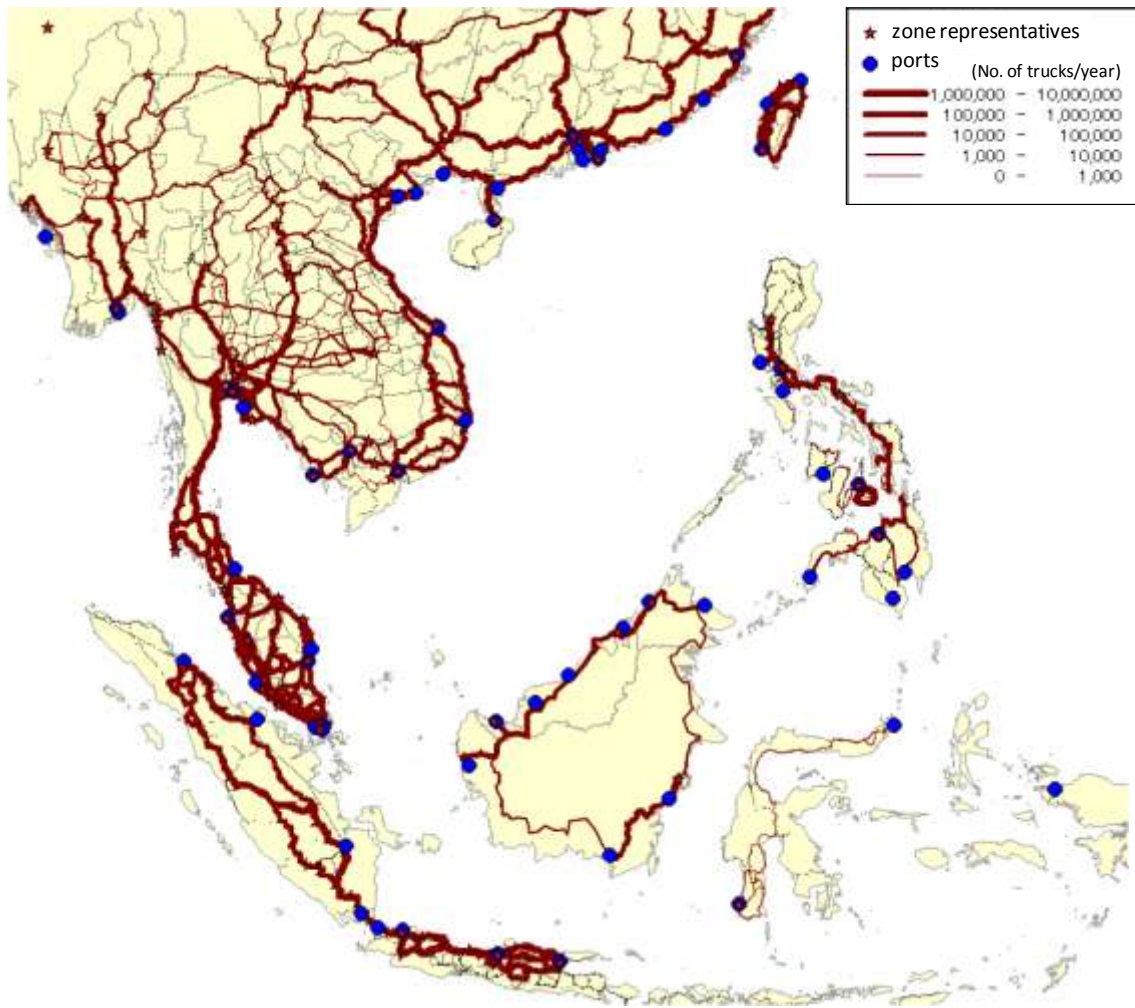 zone representatives
ports
(No. of trucks/year)
1,000,000 – 10,000,000
100,000 – 1,000,000
10,000 – 100,000
1,000 – 10,000
0 – 1,000